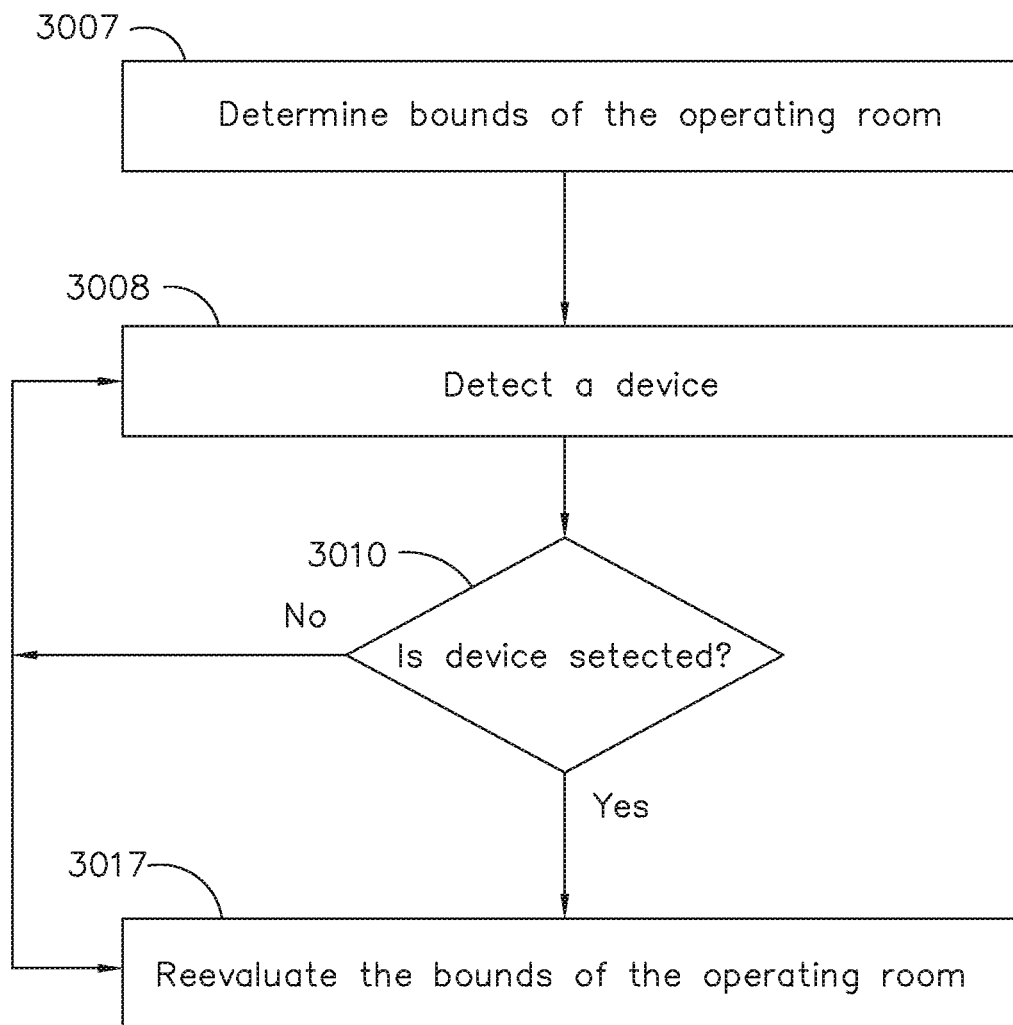 3007
Determine bounds of the operating room
3008
Detect a device
3010
No
Is device setected?
Yes
3017
Reevaluate the bounds of the operating room